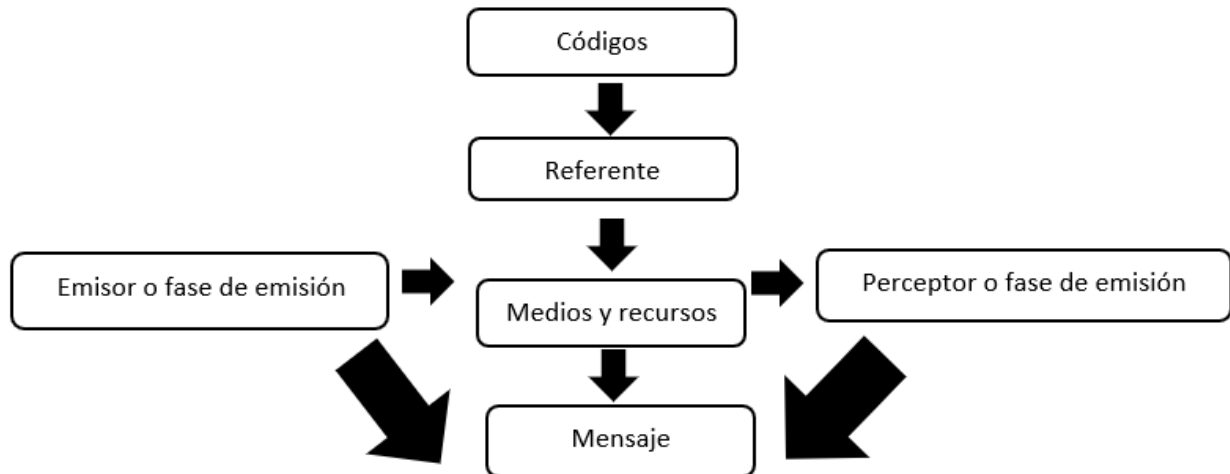 Códigos
Referente
Emisor o fase de emisión
Medios y recursos
Perceptor o fase de emisión
Mensaje